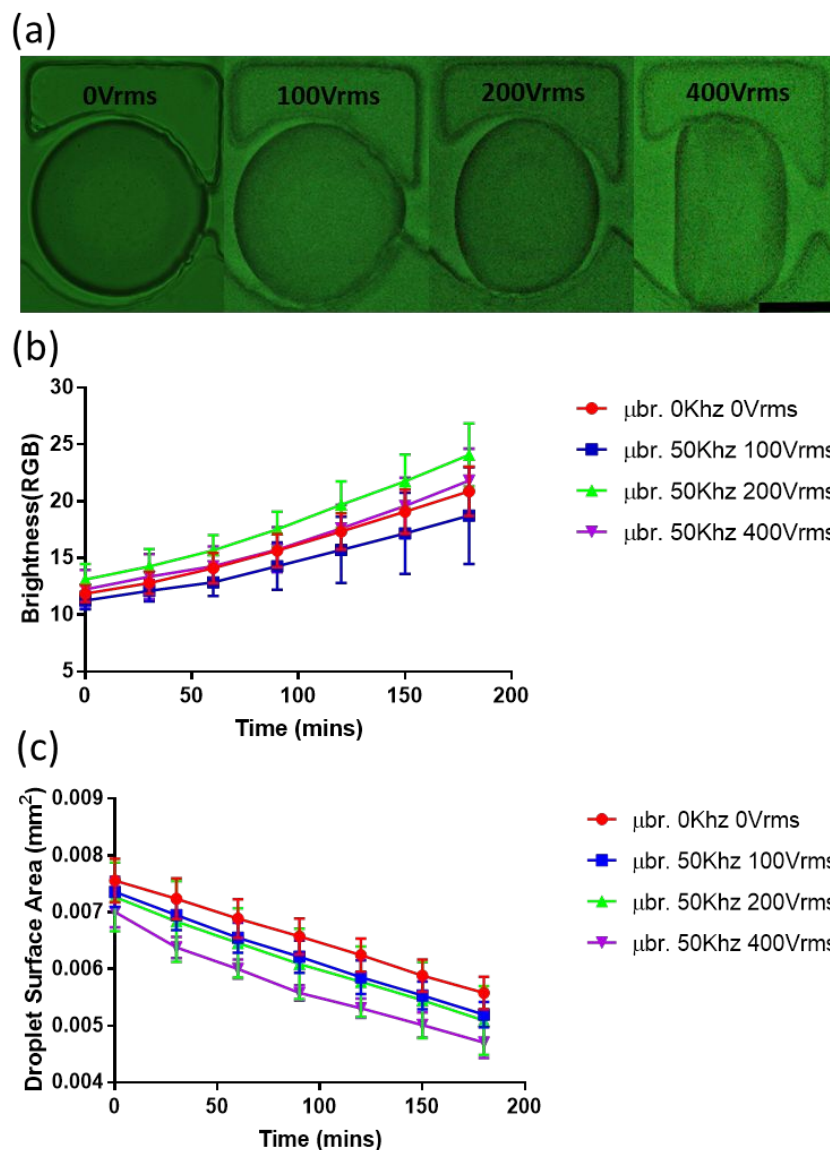 (a)
0Vrms 100Vrms 200Vrms 400Vrms
(b)
Brightness(RGB)
30
25
20
15
10
5
0 50 100 150 200
Time (mins)
μbr. 0Khz 0Vrms
μbr. 50Khz 100Vrms
μbr. 50Khz 200Vrms
μbr. 50Khz 400Vrms
(c)
Droplet Surface Area (mm²)
0.009
0.008
0.007
0.006
0.005
0.004
0 50 100 150 200
Time (mins)
μbr. 0Khz 0Vrms
μbr. 50Khz 100Vrms
μbr. 50Khz 200Vrms
μbr. 50Khz 400Vrms